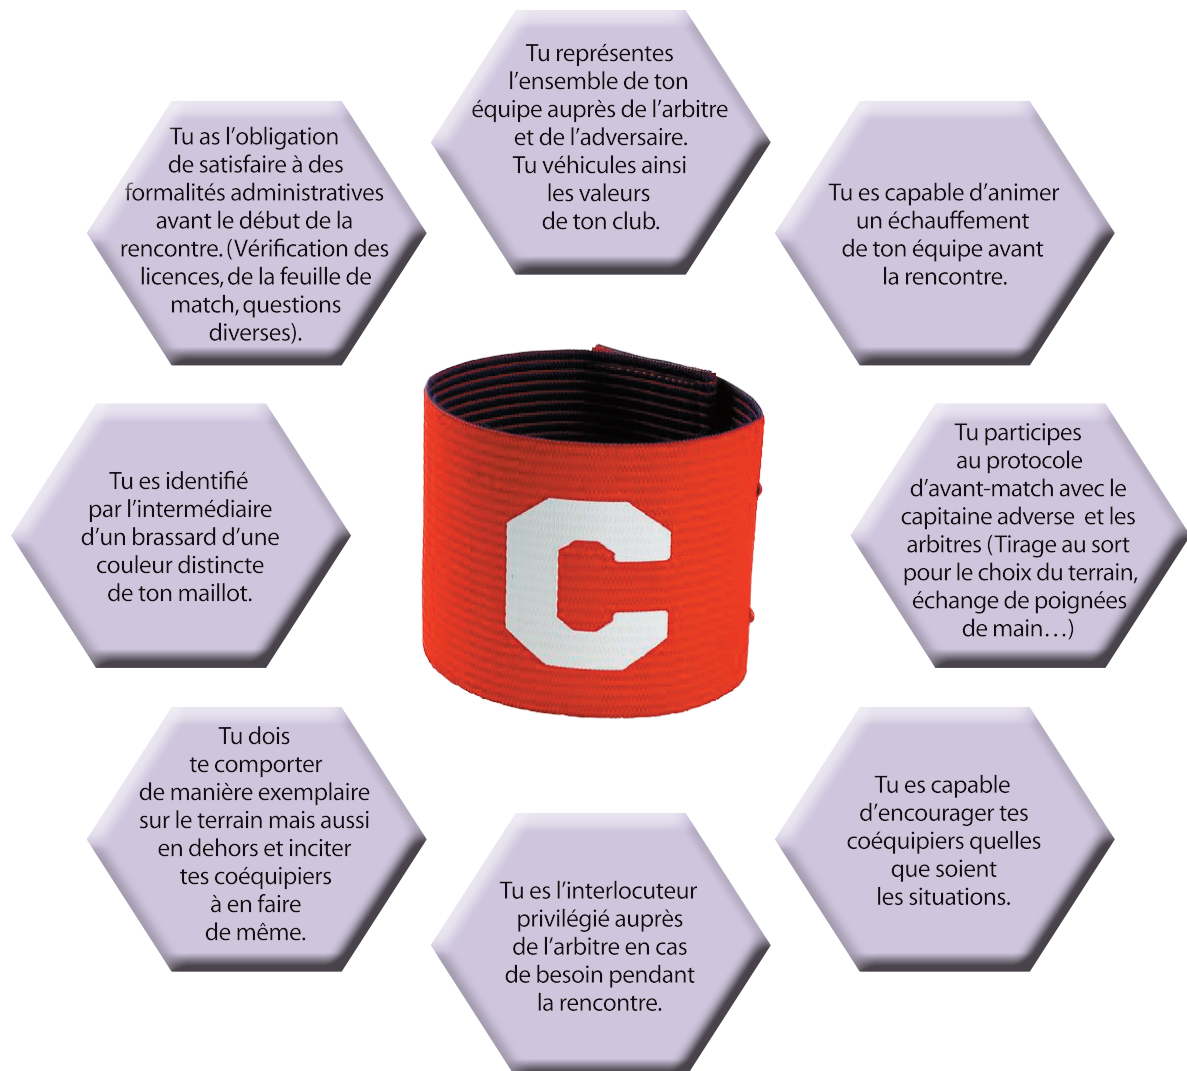 Tu représentes
l'ensemble de ton
équipe auprès de l'arbitre
et de l'adversaire.
Tu véhicules ainsi
les valeurs
de ton club.
Tu as l'obligation
de satisfaire à des
formalités administratives
avant le début de la
rencontre. (Vérification des
licences, de la feuille de
match, questions
diverses).
Tu es capable d'animer
un échauffement
de ton équipe avant
la rencontre.
Tu es identifié
par l'intermédiaire
d'un brassard d'une
couleur distincte
de ton maillot.
C
Tu participes
au protocole
d'avant-match avec le
capitaine adverse et les
arbitres (Tirage au sort
pour le choix du terrain,
échange de poignées
de main…)
Tu dois
te comporter
de manière exemplaire
sur le terrain mais aussi
en dehors et inciter
tes coéquipiers
à en faire
de même.
Tu es l'interlocuteur
privilégié auprès
de l'arbitre en cas
de besoin pendant
la rencontre.
Tu es capable
d'encourager tes
coéquipiers quelles
que soient
les situations.